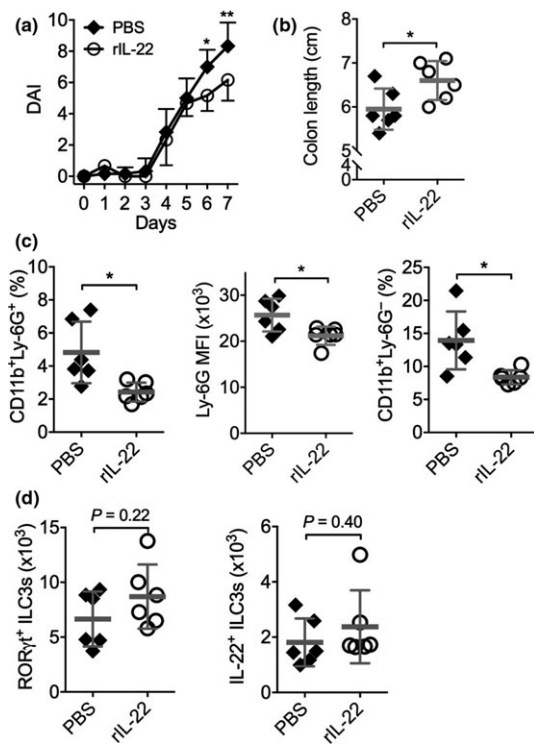 (a)
PBS
rIL-22
DAI
10
8
6
4
2
0
*
**
0 1 2 3 4 5 6 7
Days
(b)
Colon length (cm)
8
7
6
5
4
0
*
PBS
rIL-22
(c)
CD11b+Ly-6G+ (%)
10
8
6
4
2
0
*
PBS
rIL-22
Ly-6G MFI (x10³)
30
20
10
0
*
PBS
rIL-22
CD11b+Ly-6G⁻ (%)
25
20
15
10
5
0
*
PBS
rIL-22
(d)
RORγt+ ILC3s (x10³)
15
10
5
0
P = 0.22
PBS
rIL-22
IL-22+ ILC3s (x10³)
6
4
2
0
P = 0.40
PBS
rIL-22